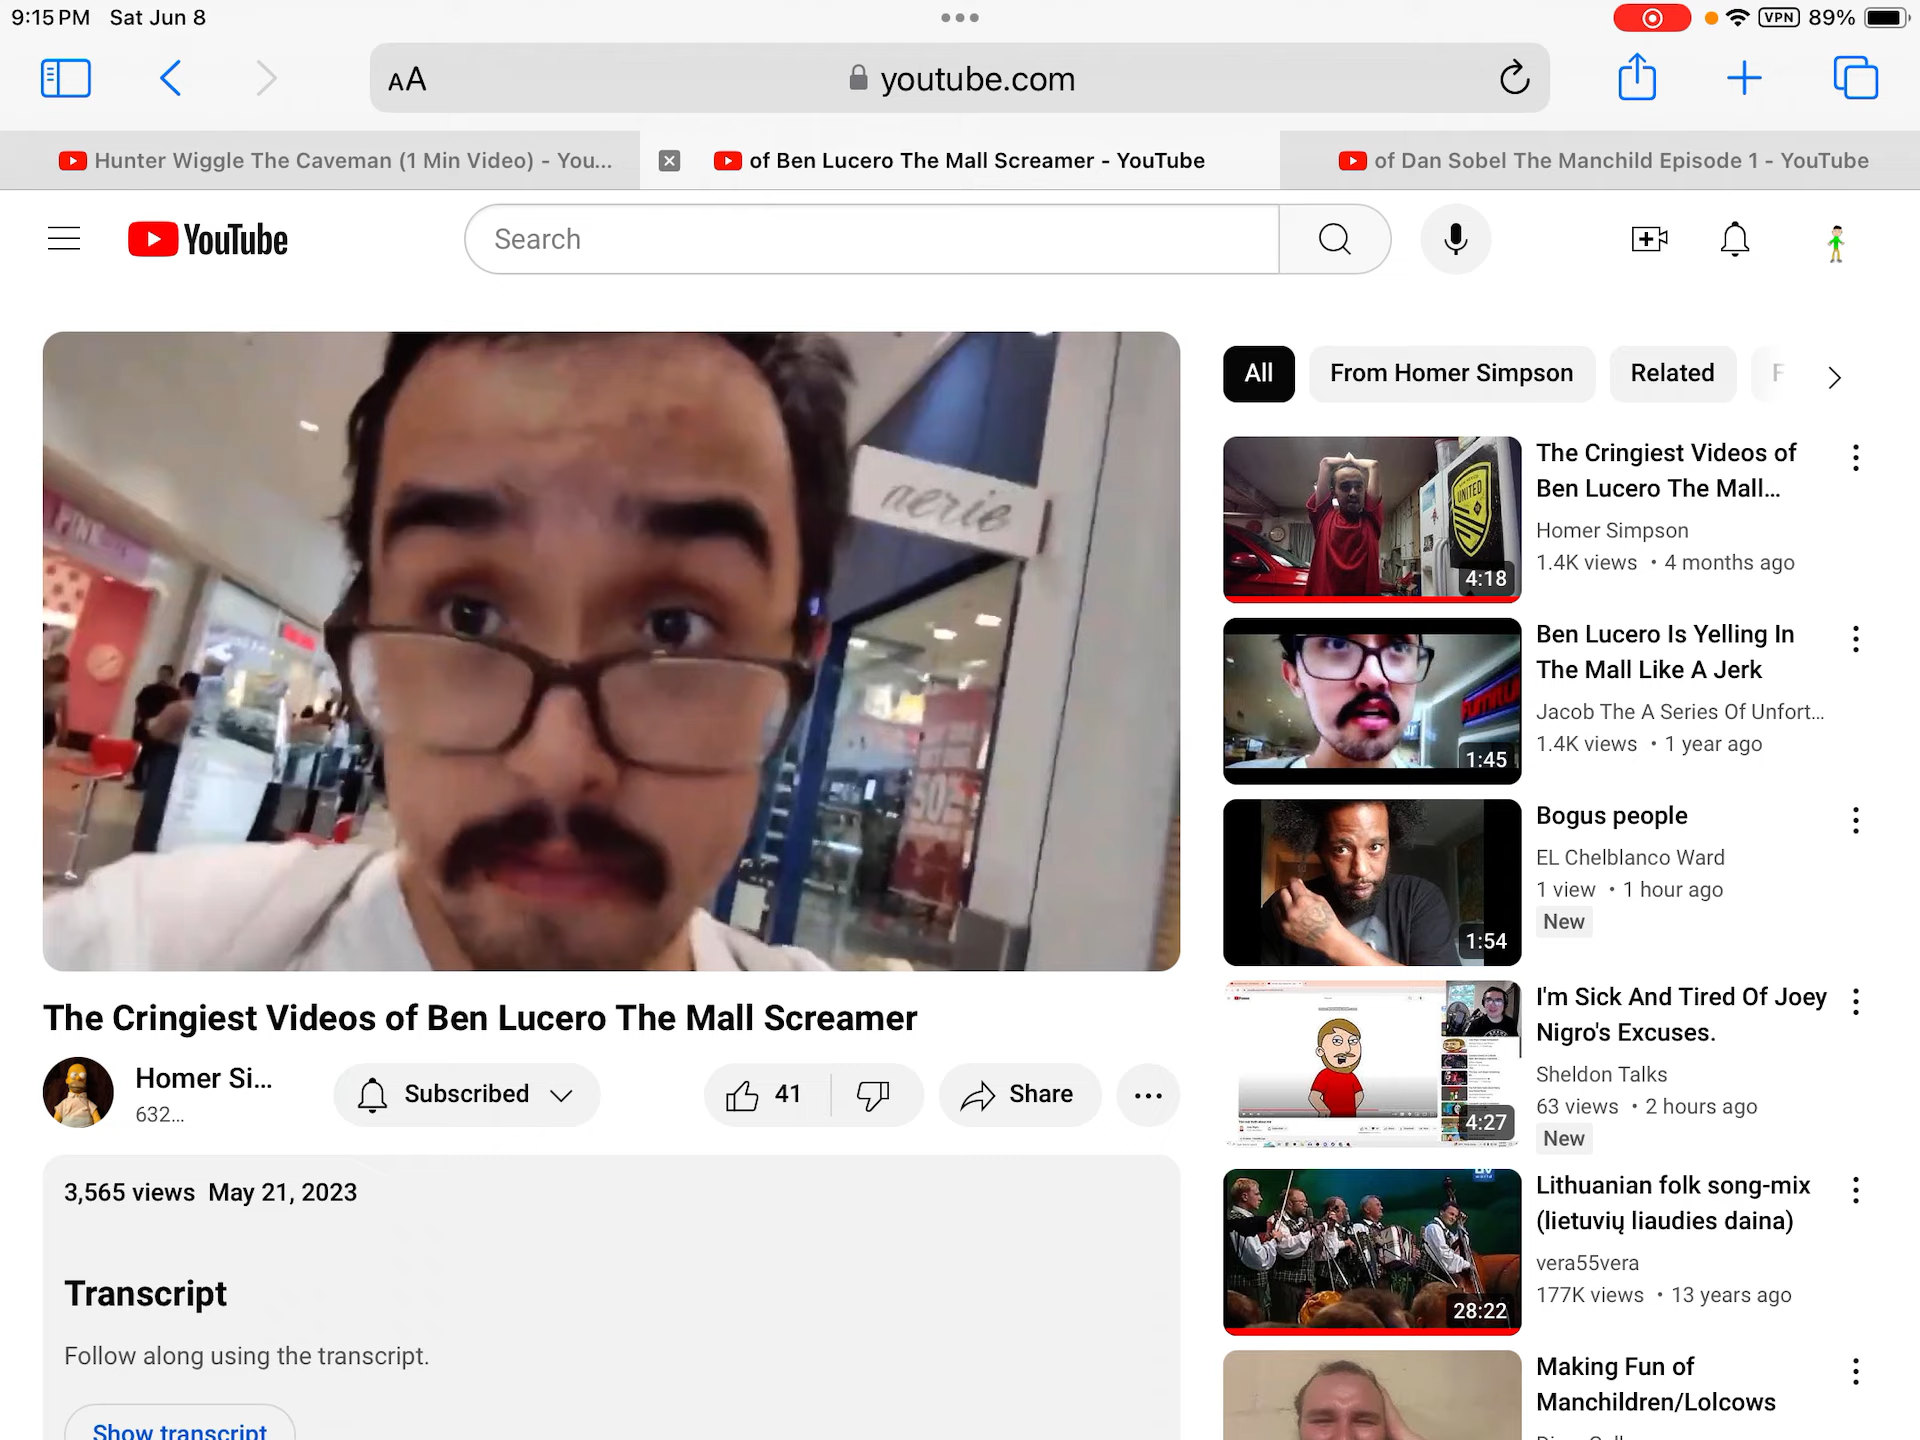 9:15 PM Sat Jun 8
VPN 89%
AA youtube.com
Hunter Wiggle The Caveman (1 Min Video) - You...
of Ben Lucero The Mall Screamer - YouTube
of Dan Sobel The Manchild Episode 1 - YouTube
YouTube
Search
PINK
aerie
50%
All
From Homer Simpson
Related
F
UNITED
4:18
The Cringiest Videos of
Ben Lucero The Mall...
Homer Simpson
1.4K views • 4 months ago
1:45
Ben Lucero Is Yelling In
The Mall Like A Jerk
Jacob The A Series Of Unfort...
1.4K views • 1 year ago
1:54
Bogus people
EL Chelblanco Ward
1 view • 1 hour ago
New
4:27
I'm Sick And Tired Of Joey
Nigro's Excuses.
Sheldon Talks
63 views • 2 hours ago
New
28:22
Lithuanian folk song-mix
(lietuvių liaudies daina)
vera55vera
177K views • 13 years ago
Making Fun of
Manchildren/Lolcows
The Cringiest Videos of Ben Lucero The Mall Screamer
Homer Si...
632...
Subscribed
41
Share
3,565 views May 21, 2023
Transcript
Follow along using the transcript.
Show transcript